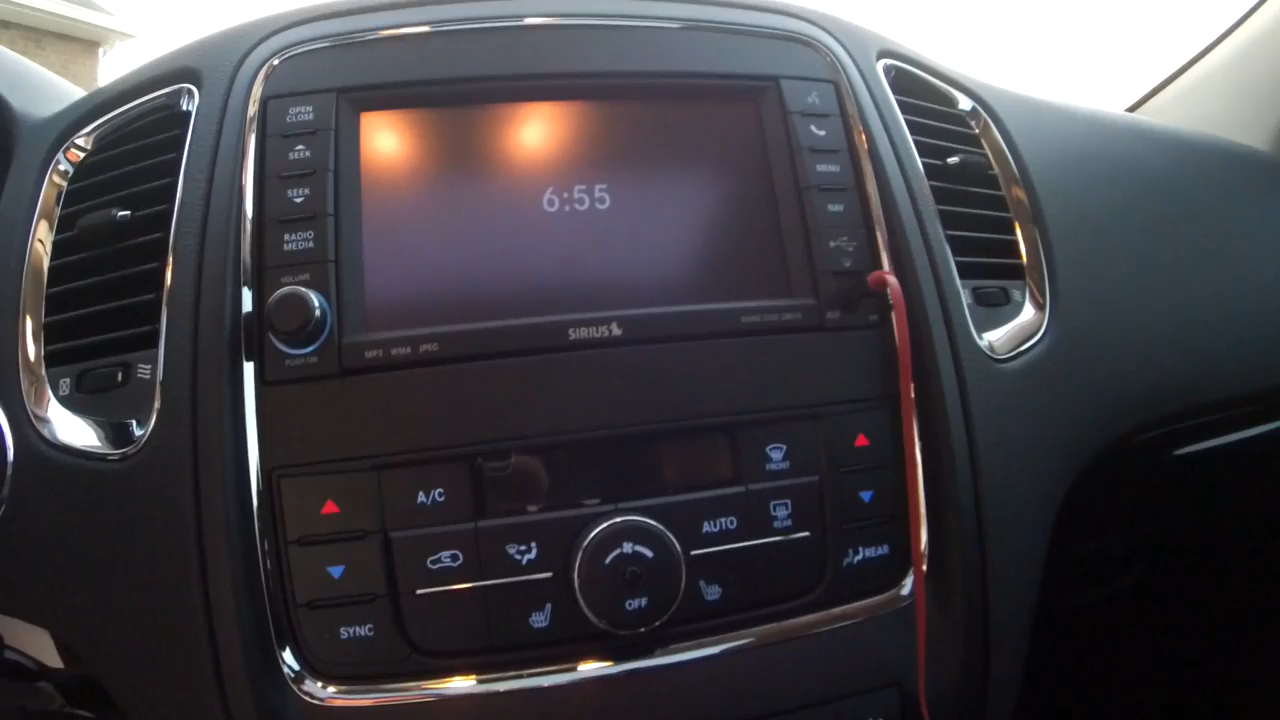 OPEN
CLOSE
SEEK
SEEK
RADIO
MEDIA
VOLUME
PUSH ON
6:55
MENU
NAV
AUX
SIRIUS
MP3 WMA JPEG
A/C
FRONT
AUTO
REAR
REAR
OFF
SYNC